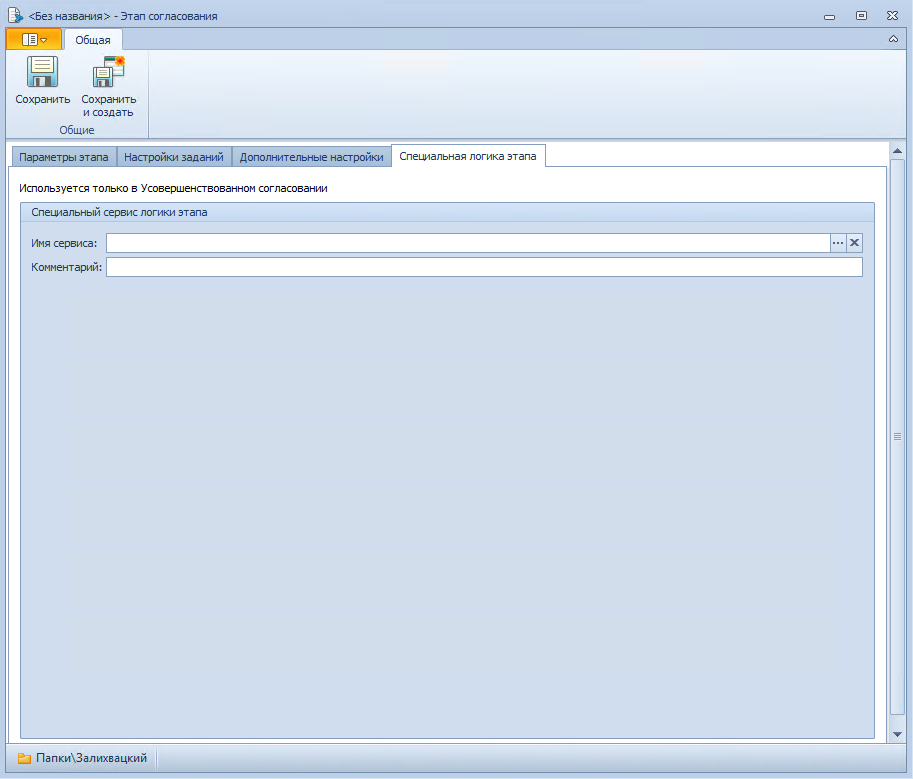 <Без названия> - Этап согласования
Общая
Сохранить
Сохранить и создать
Общие
Параметры этапа
Настройки заданий
Дополнительные настройки
Специальная логика этапа
Используется только в Усовершенствованном согласовании
Специальный сервис логики этапа
Имя сервиса:
Комментарий:
Папки\Залихвацкий